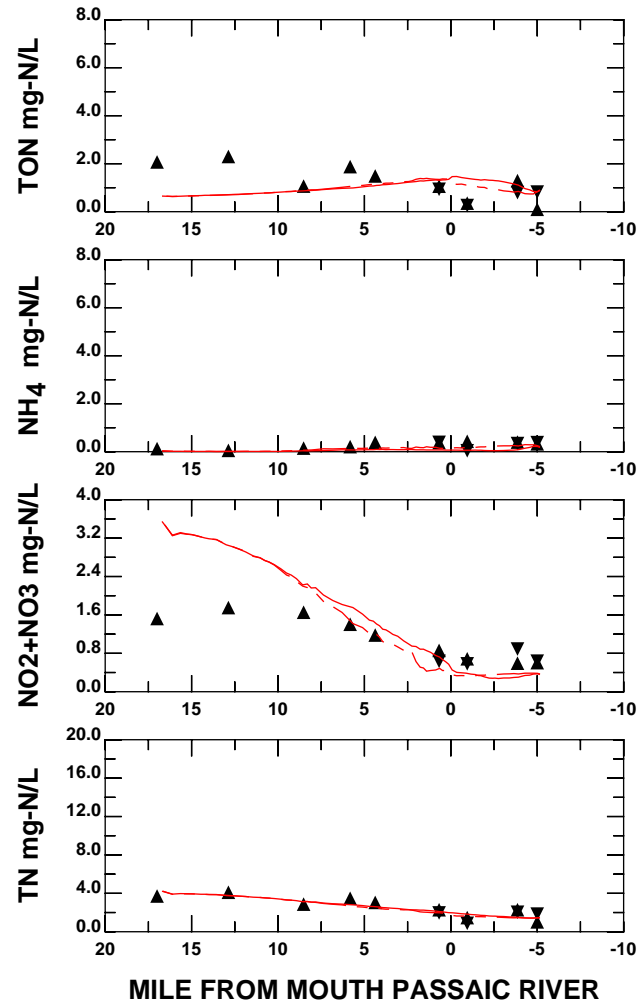 TON mg-N/L
8.0
6.0
4.0
2.0
0.0
20 15 10 5 0 -5 -10
NH4 mg-N/L
8.0
6.0
4.0
2.0
0.0
20 15 10 5 0 -5 -10
NO2+NO3 mg-N/L
4.0
3.2
2.4
1.6
0.8
0.0
20 15 10 5 0 -5 -10
TN mg-N/L
20.0
16.0
12.0
8.0
4.0
0.0
20 15 10 5 0 -5 -10
MILE FROM MOUTH PASSAIC RIVER